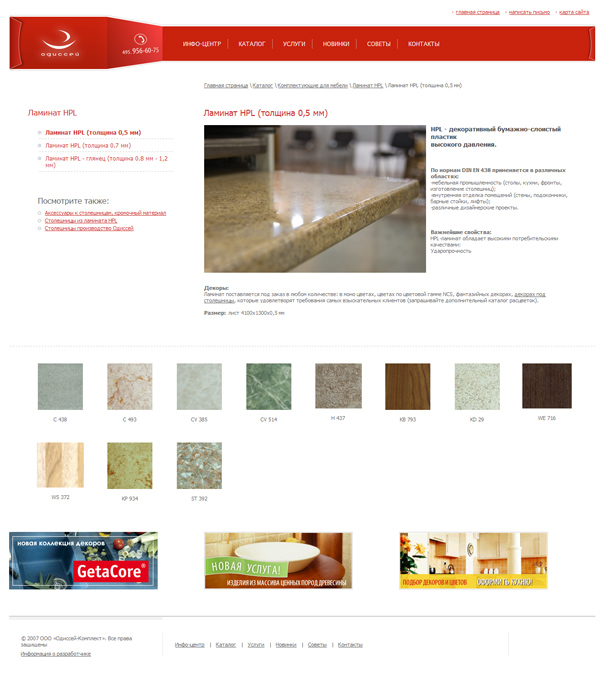 главная страница
написать письмо
карта сайта
одиссей
495. 956-60-75
ИНФО-ЦЕНТР
КАТАЛОГ
УСЛУГИ
НОВИНКИ
СОВЕТЫ
КОНТАКТЫ
Главная страница \ Каталог \ Комплектующие для мебели \ Ламинат HPL \ Ламинат HPL (толщина 0,5 мм)
Ламинат HPL
Ламинат HPL (толщина 0,5 мм)
Ламинат HPL (толщина 0.7 мм)
Ламинат HPL - глянец (толщина 0.8 мм - 1,2
мм)
Посмотрите также:
Аксессуары к столешницам, кромочный материал
Столешницы из ламината HPL
Столешницы производство Одиссей
Ламинат HPL (толщина 0,5 мм)
HPL - декоративный бумажно-слоистый
пластик
высокого давления.
По нормам DIN EN 438 применяется в различных
областях:
-мебельная промышленность (столы, кухни, фронты,
изготовление столешниц);
-внутренняя отделка помещений (стены, подоконники,
барные стойки, лифты);
-различные дизайнерские проекты.
Важнейшие свойства:
HPL-ламинат обладает высокими потребительскими
качествами:
Ударопрочность
Декоры:
Ламинат поставляется под заказ в любом количестве: в моно цветах, цветах по цветовой гамме NCS, фантазийных декорах, декорах под
столешницы, которые удовлетворят требования самых взыскательных клиентов (запрашивайте дополнительный каталог расцветок).
Размер: лист 4100x1300x0,5 мм
C 438
C 493
CV 395
CV 514
H 437
KB 793
KD 29
WE 716
WS 372
KP 934
ST 392
новая коллекция декоров
GetaCore®
НОВАЯ УСЛУГА!
ИЗДЕЛИЯ ИЗ МАССИВА ЦЕННЫХ ПОРОД ДРЕВЕСИНЫ
ПОДБОР ДЕКОРОВ И ЦВЕТОВ
ОФОРМИТЬ КУХНЮ!
© 2007 ООО «Одиссей-Комплект». Все права
защищены
Информация о разработчике
Инфо-центр | Каталог | Услуги | Новинки | Советы | Контакты